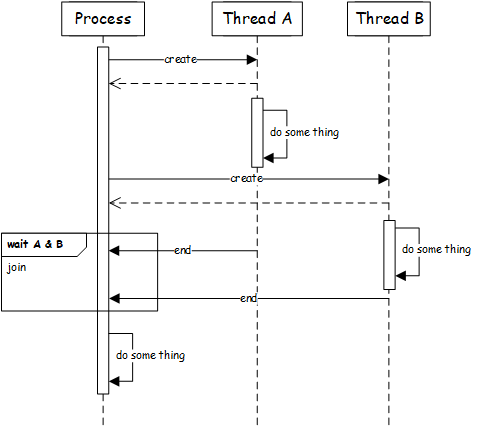 Process
Thread A
Thread B
create
do some thing
create
wait A & B
join
end
do some thing
end
do some thing